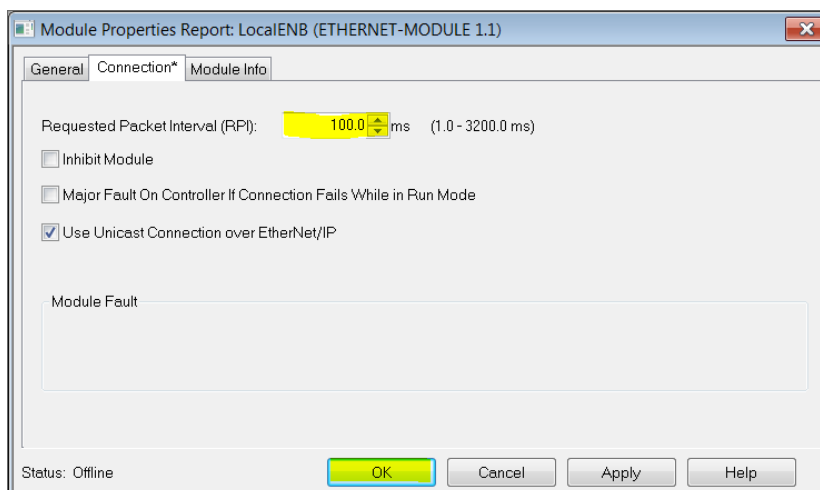 Module Properties Report: LocalENB (ETHERNET-MODULE 1.1)
General Connection* Module Info
Requested Packet Interval (RPI): 100.0 ms (1.0 - 3200.0 ms)
Inhibit Module
Major Fault On Controller If Connection Fails While in Run Mode
Use Unicast Connection over EtherNet/IP
Module Fault
Status: Offline OK Cancel Apply Help